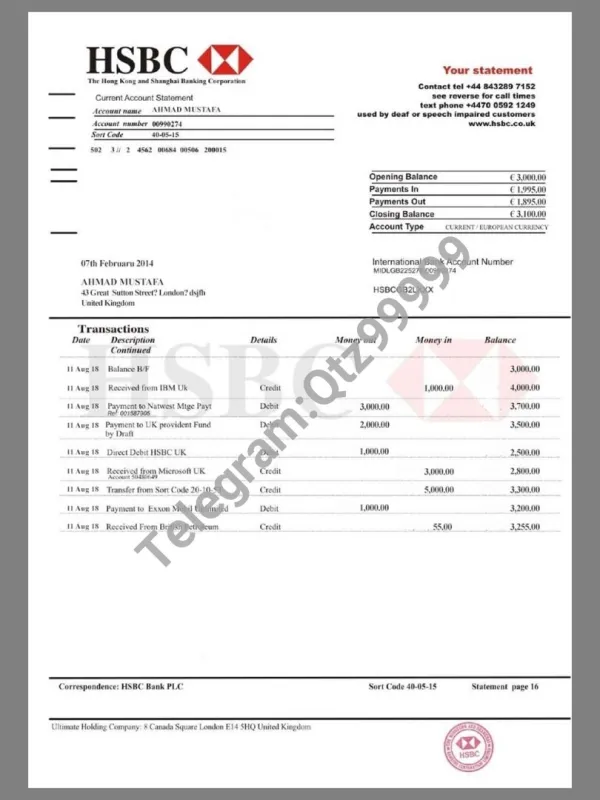 HSBC
The Hong Kong and Shanghai Banking Corporation
Your statement
Contact tel +44 843289 7152
see reverse for call times
text phone +4470 0592 1249
used by deaf or speech impaired customers
www.hsbc.co.uk
Current Account Statement
Account name AHMAD MUSTAFA
Account number 00990274
Sort Code 40-05-15
502 3 // 2 4562 00684 00506 200015
Opening Balance € 3,000.00
Payments In € 1,995.00
Payments Out € 1,895.00
Closing Balance € 3,100.00
Account Type CURRENT / EUROPEAN CURRENCY
07th Februaru 2014
International Bank Account Number
AHMAD MUSTAFA
43 Great Sutton Street? London? dsjfh
United Kingdom
Transactions
Date Description Details Money out Money in Balance
Continued
11 Aug 18 Balance B/F 3,000.00
11 Aug 18 Received from IBM Uk Credit 1,000.00 4,000.00
11 Aug 18 Payment to Natwest Mtge Payt Debit 3,000.00 3,700.00
11 Aug 18 Payment to UK provident Fund Debit 2,000.00 3,500.00
by Draft
11 Aug 18 Direct Debit HSBC UK Debit 1,000.00 2,500.00
11 Aug 18 Received from Microsoft UK Credit 3,000.00 2,800.00
11 Aug 18 Transfer from Sort Code Credit 5,000.00 3,300.00
11 Aug 18 Payment to Exxon Debit 1,000.00 3,200.00
11 Aug 18 Received From British Petroleum Credit 55.00 3,255.00
HSBC
Telegram:Qtz99999
Correspondence: HSBC Bank PLC Sort Code 40-05-15 Statement page 16
Ultimate Holding Company: 8 Canada Square London E14 5HQ United Kingdom
HSBC